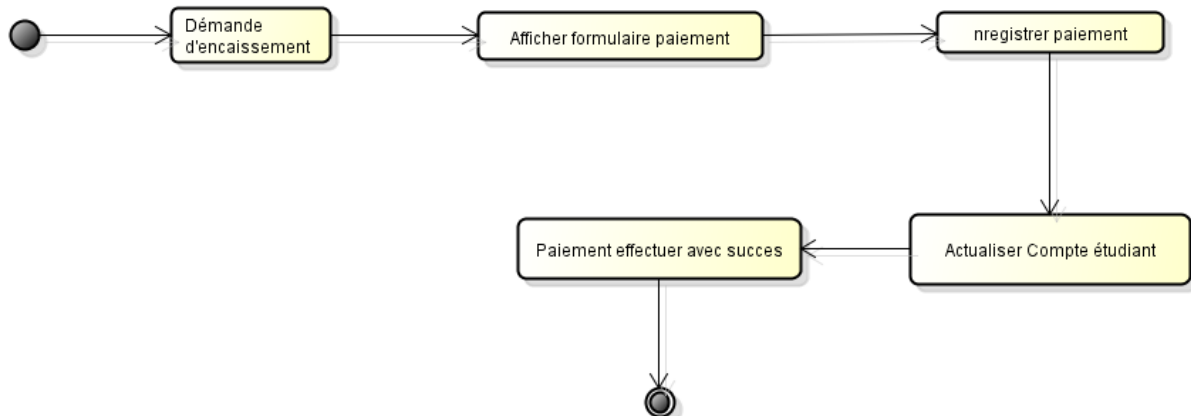 Démande
d'encaissement
Afficher formulaire paiement
nregistrer paiement
Actualiser Compte étudiant
Paiement effectuer avec succes